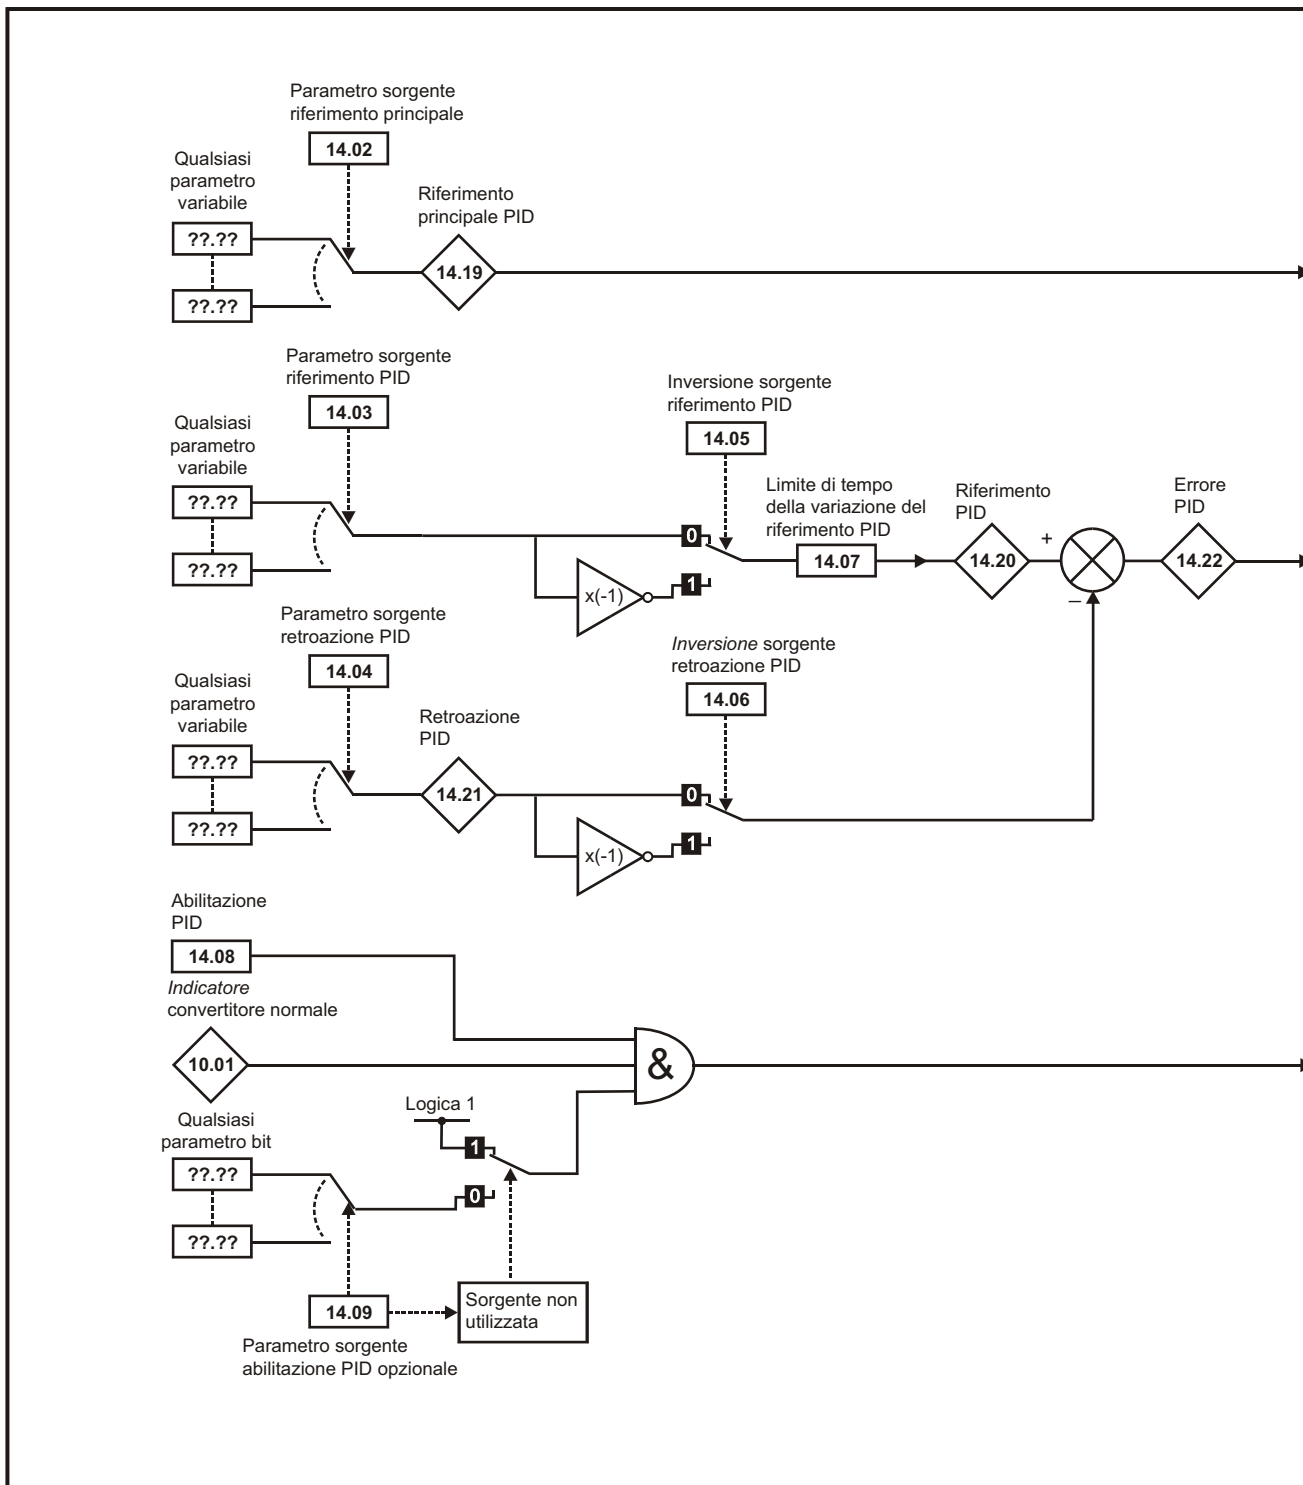 Parametro sorgente
riferimento principale
14.02
Qualsiasi
parametro
variabile
??.??
??.??
Riferimento
principale PID
14.19
Parametro sorgente
riferimento PID
14.03
Qualsiasi
parametro
variabile
??.??
??.??
x(-1)
Inversione sorgente
riferimento PID
14.05
0
1
Limite di tempo
della variazione del
riferimento PID
14.07
Riferimento
PID
14.20
+
–
Errore
PID
14.22
Parametro sorgente
retroazione PID
14.04
Qualsiasi
parametro
variabile
??.??
??.??
Retroazione
PID
14.21
x(-1)
Inversione sorgente
retroazione PID
14.06
0
1
Abilitazione
PID
14.08
Indicatore
convertitore normale
10.01
&
Qualsiasi
parametro bit
??.??
??.??
Logica 1
1
0
14.09
Parametro sorgente
abilitazione PID opzionale
Sorgente non
utilizzata